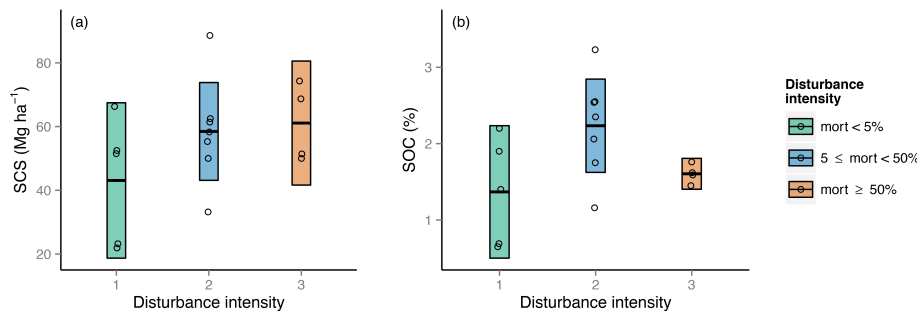 (a)
80
60
40
20
SCS (Mg ha⁻¹)
1 2 3
Disturbance intensity
(b)
3
2
1
SOC (%)
1 2 3
Disturbance intensity
Disturbance
intensity
mort < 5%
5 ≤ mort < 50%
mort ≥ 50%